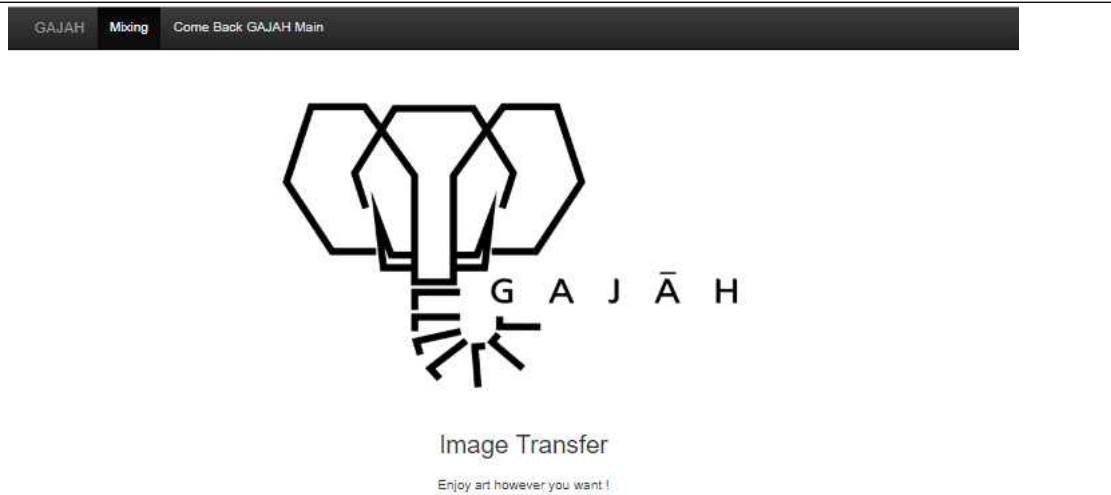 GAJAH Mixing Come Back GAJAH Main
G A J Ā H
Image Transfer
Enjoy art however you want !